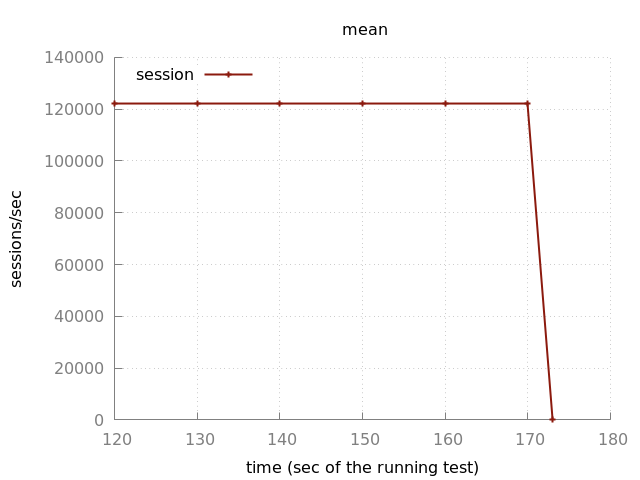 mean
session
140000
120000
100000
80000
60000
40000
20000
0
sessions/sec
120 130 140 150 160 170 180
time (sec of the running test)